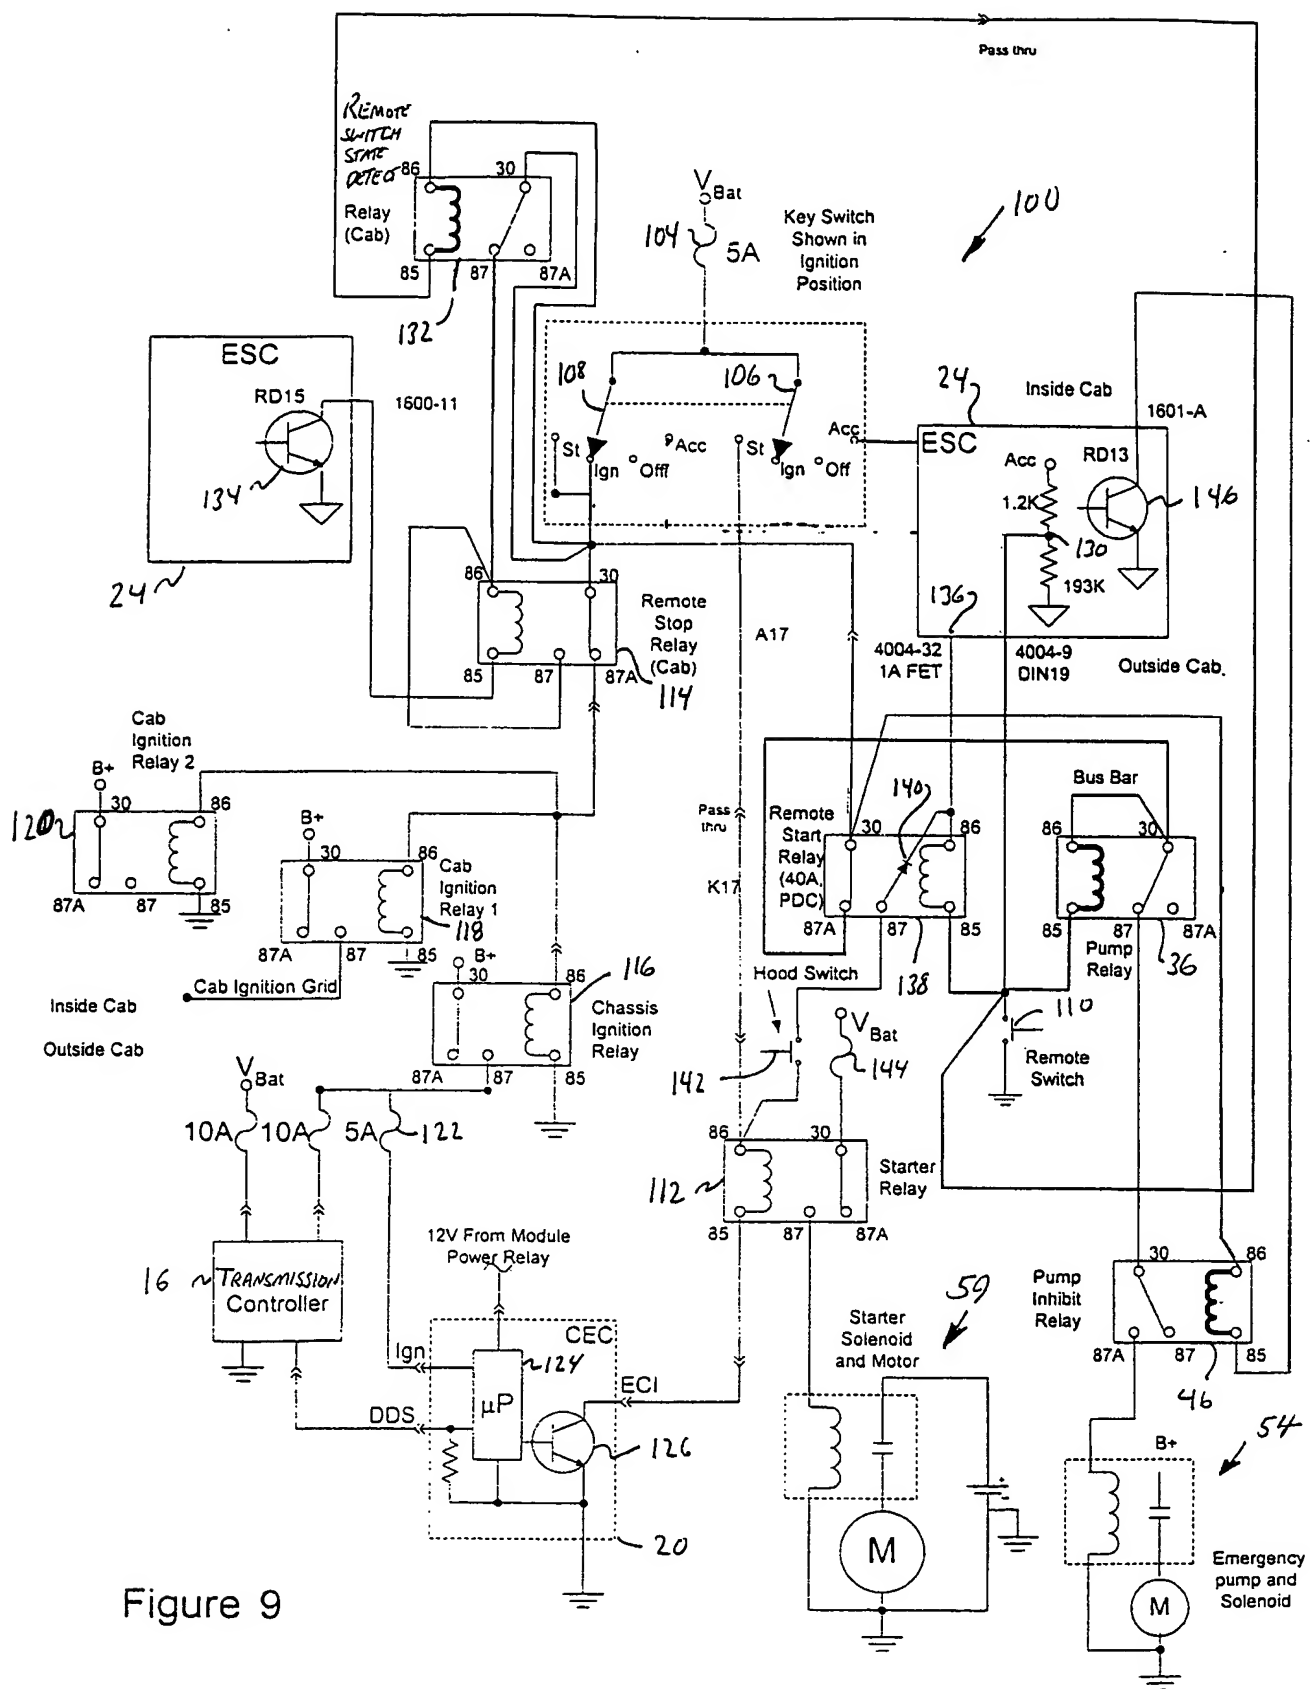 Pass thru
REMOTE
SWITCH
STATE
DETECT
86
30
Relay
(Cab)
85
87
87A
132
V Bat
104
5A
Key Switch
Shown in
Ignition
Position
100
ESC
RD15
134
24
1600-11
108
106
St
Ign
Off
Acc
St
Ign
Off
Acc
24
Inside Cab
1601-A
ESC
Acc
RD13
1.2K
146
130
193K
136
4004-32
1A FET
4004-9
DIN19
Outside Cab.
86
30
Remote
Stop
Relay
(Cab)
85
87
87A
114
A17
Cab
Ignition
Relay 2
B+
30
86
120
87A
87
85
B+
30
86
Cab
Ignition
Relay 1
118
87A
87
85
Cab Ignition Grid
Inside Cab
Outside Cab
B+
30
86
116
Chassis
Ignition
Relay
87A
87
85
Pass
thru
K17
Remote
Start
Relay
(40A,
PDC)
140
30
86
87A
87
85
138
Bus Bar
86
30
85
87
87A
Pump
Relay
36
Hood Switch
142
V Bat
144
110
Remote
Switch
V Bat
10A
10A
5A
122
86
30
Starter
Relay
112
85
87
87A
16
TRANSMISSION
Controller
12V From Module
Power Relay
CEC
Ign
124
µP
DDS
ECI
126
20
Starter
Solenoid
and Motor
50
M
30
86
Pump
Inhibit
Relay
87A
87
85
46
B+
54
M
Emergency
pump and
Solenoid
Figure 9